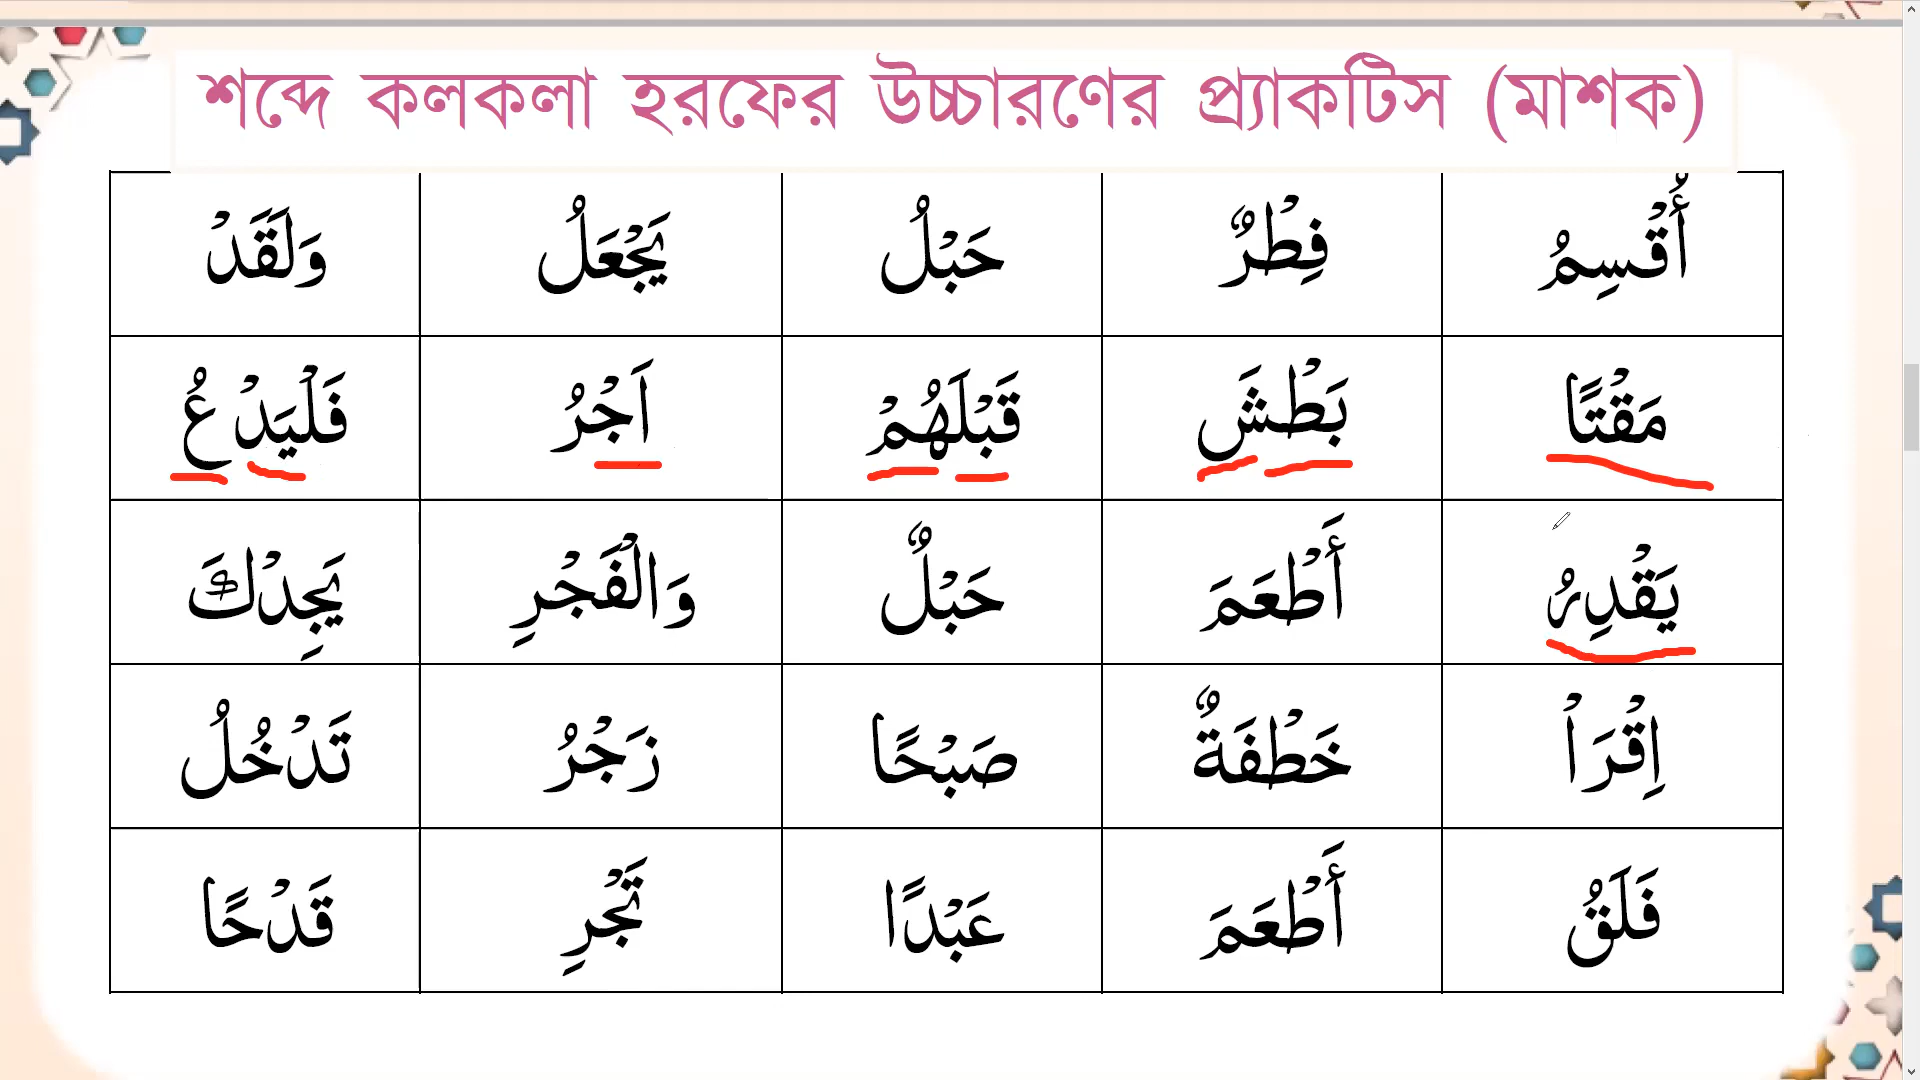 শব্দে কলকলা হরফের উচ্চারণের প্র্যাকটিস (মাশক)
أُقْسِمُ فِطْرٌ حَبْلُ يَجْعَلُ وَلَقَدْ
مَقْتًا بَطْشَ قَبْلَهُمْ اَجْرُ فَلْيَدْعُ
يَقْدِرُ أَطْعَمَ حَبْلٌ وَالْفَجْرِ يَجِدْكَ
اِقْرَاْ خَطْفَةٌ صَبْحًا زَجْرُ تَدْخُلُ
فَلَقْ أَطْعَمَ عَبْدًا تَجْرِ قَدْحًا